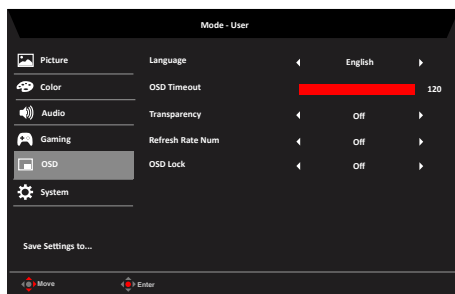 Mode - User
Picture
Language English
Color
OSD Timeout 120
Audio
Transparency Off
Gaming
Refresh Rate Num Off
OSD
OSD Lock Off
System
Save Settings to...
Move Enter